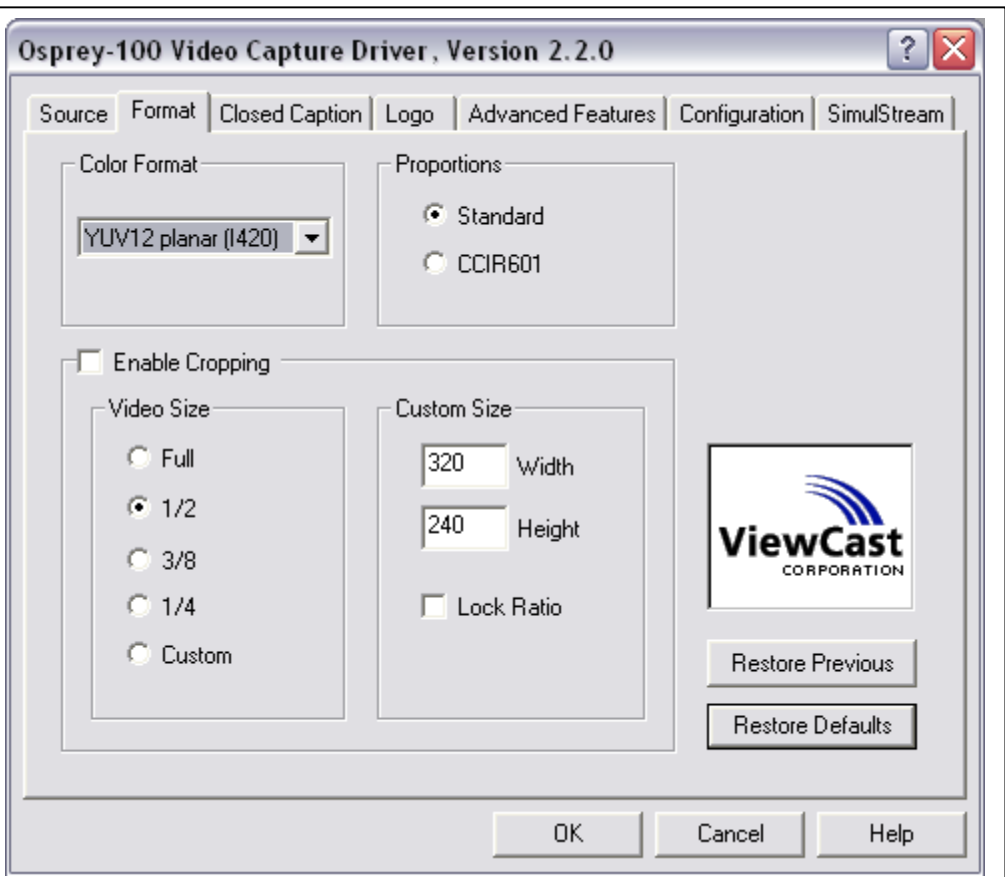 Osprey-100 Video Capture Driver, Version 2.2.0
Source Format Closed Caption Logo Advanced Features Configuration SimulStream
Color Format
YUV12 planar (I420)
Proportions
Standard
CCIR601
Enable Cropping
Video Size
Full
1/2
3/8
1/4
Custom
Custom Size
320 Width
240 Height
Lock Ratio
ViewCast
CORPORATION
Restore Previous
Restore Defaults
OK Cancel Help